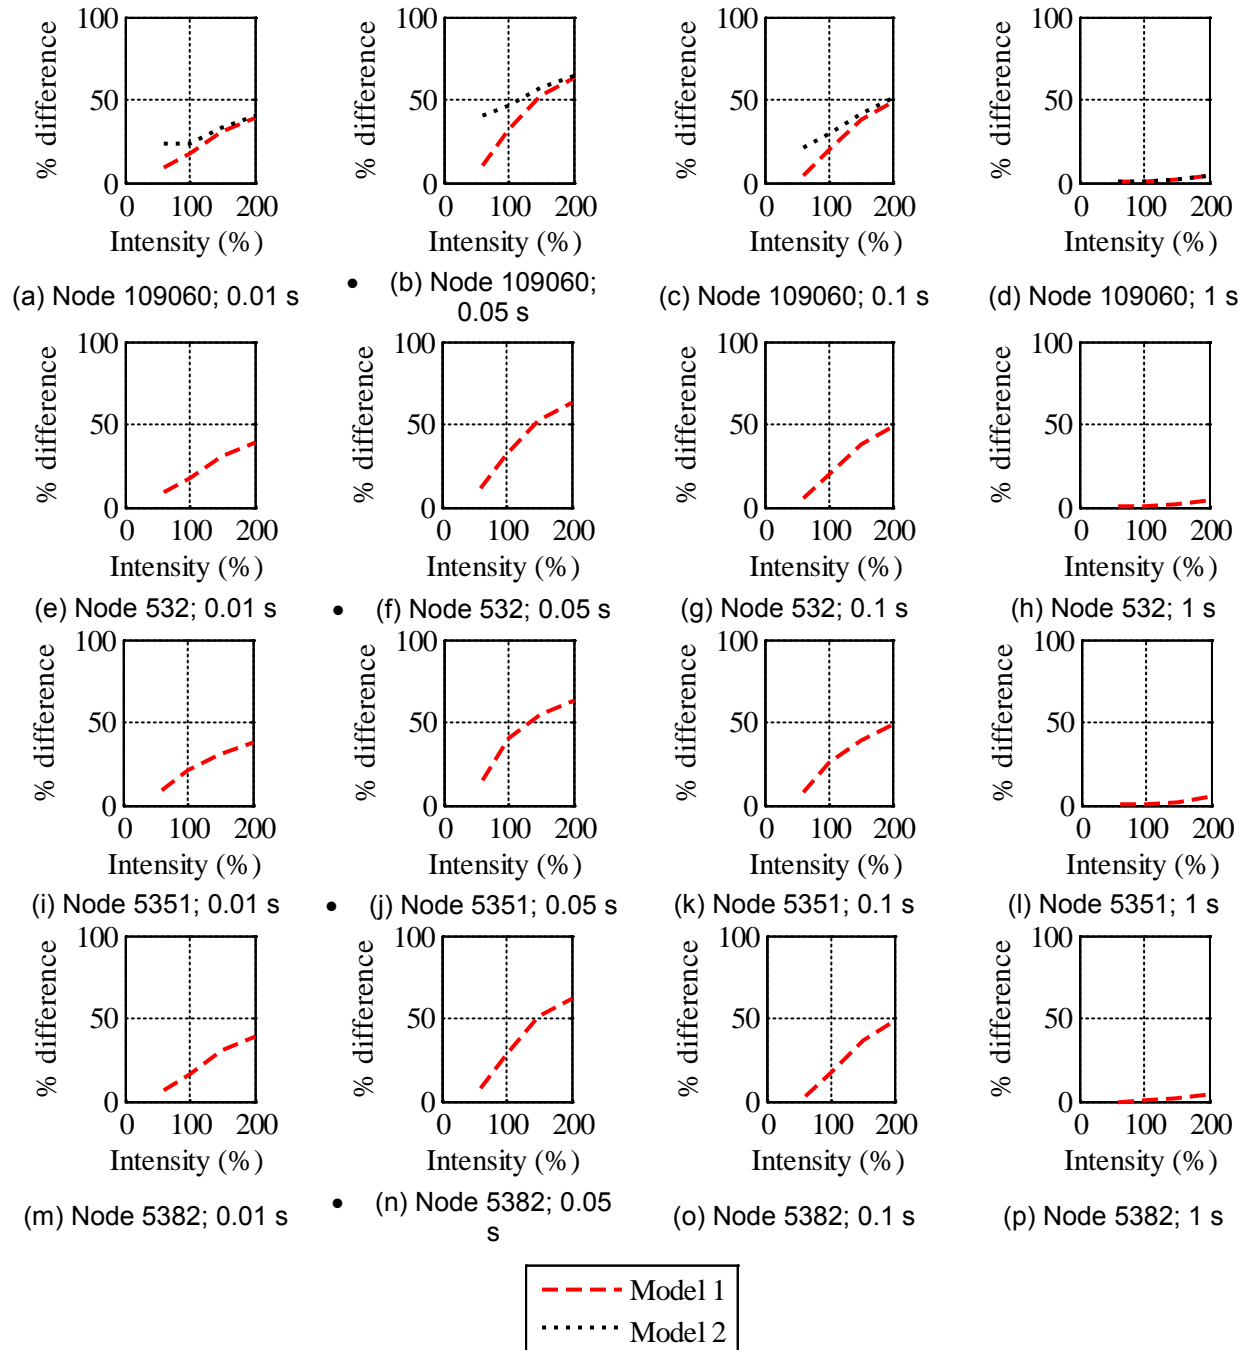 100
100
100
100
% difference
% difference
% difference
% difference
50
50
50
50
0
0
0
0
0 100 200
0 100 200
0 100 200
0 100 200
Intensity (%)
Intensity (%)
Intensity (%)
Intensity (%)
(a) Node 109060; 0.01 s
• (b) Node 109060;
0.05 s
(c) Node 109060; 0.1 s
(d) Node 109060; 1 s
100
100
100
100
% difference
% difference
% difference
% difference
50
50
50
50
0
0
0
0
0 100 200
0 100 200
0 100 200
0 100 200
Intensity (%)
Intensity (%)
Intensity (%)
Intensity (%)
(e) Node 532; 0.01 s
• (f) Node 532; 0.05 s
(g) Node 532; 0.1 s
(h) Node 532; 1 s
100
100
100
100
% difference
% difference
% difference
% difference
50
50
50
50
0
0
0
0
0 100 200
0 100 200
0 100 200
0 100 200
Intensity (%)
Intensity (%)
Intensity (%)
Intensity (%)
(i) Node 5351; 0.01 s
• (j) Node 5351; 0.05 s
(k) Node 5351; 0.1 s
(l) Node 5351; 1 s
100
100
100
100
% difference
% difference
% difference
% difference
50
50
50
50
0
0
0
0
0 100 200
0 100 200
0 100 200
0 100 200
Intensity (%)
Intensity (%)
Intensity (%)
Intensity (%)
(m) Node 5382; 0.01 s
• (n) Node 5382; 0.05
s
(o) Node 5382; 0.1 s
(p) Node 5382; 1 s
Model 1
Model 2